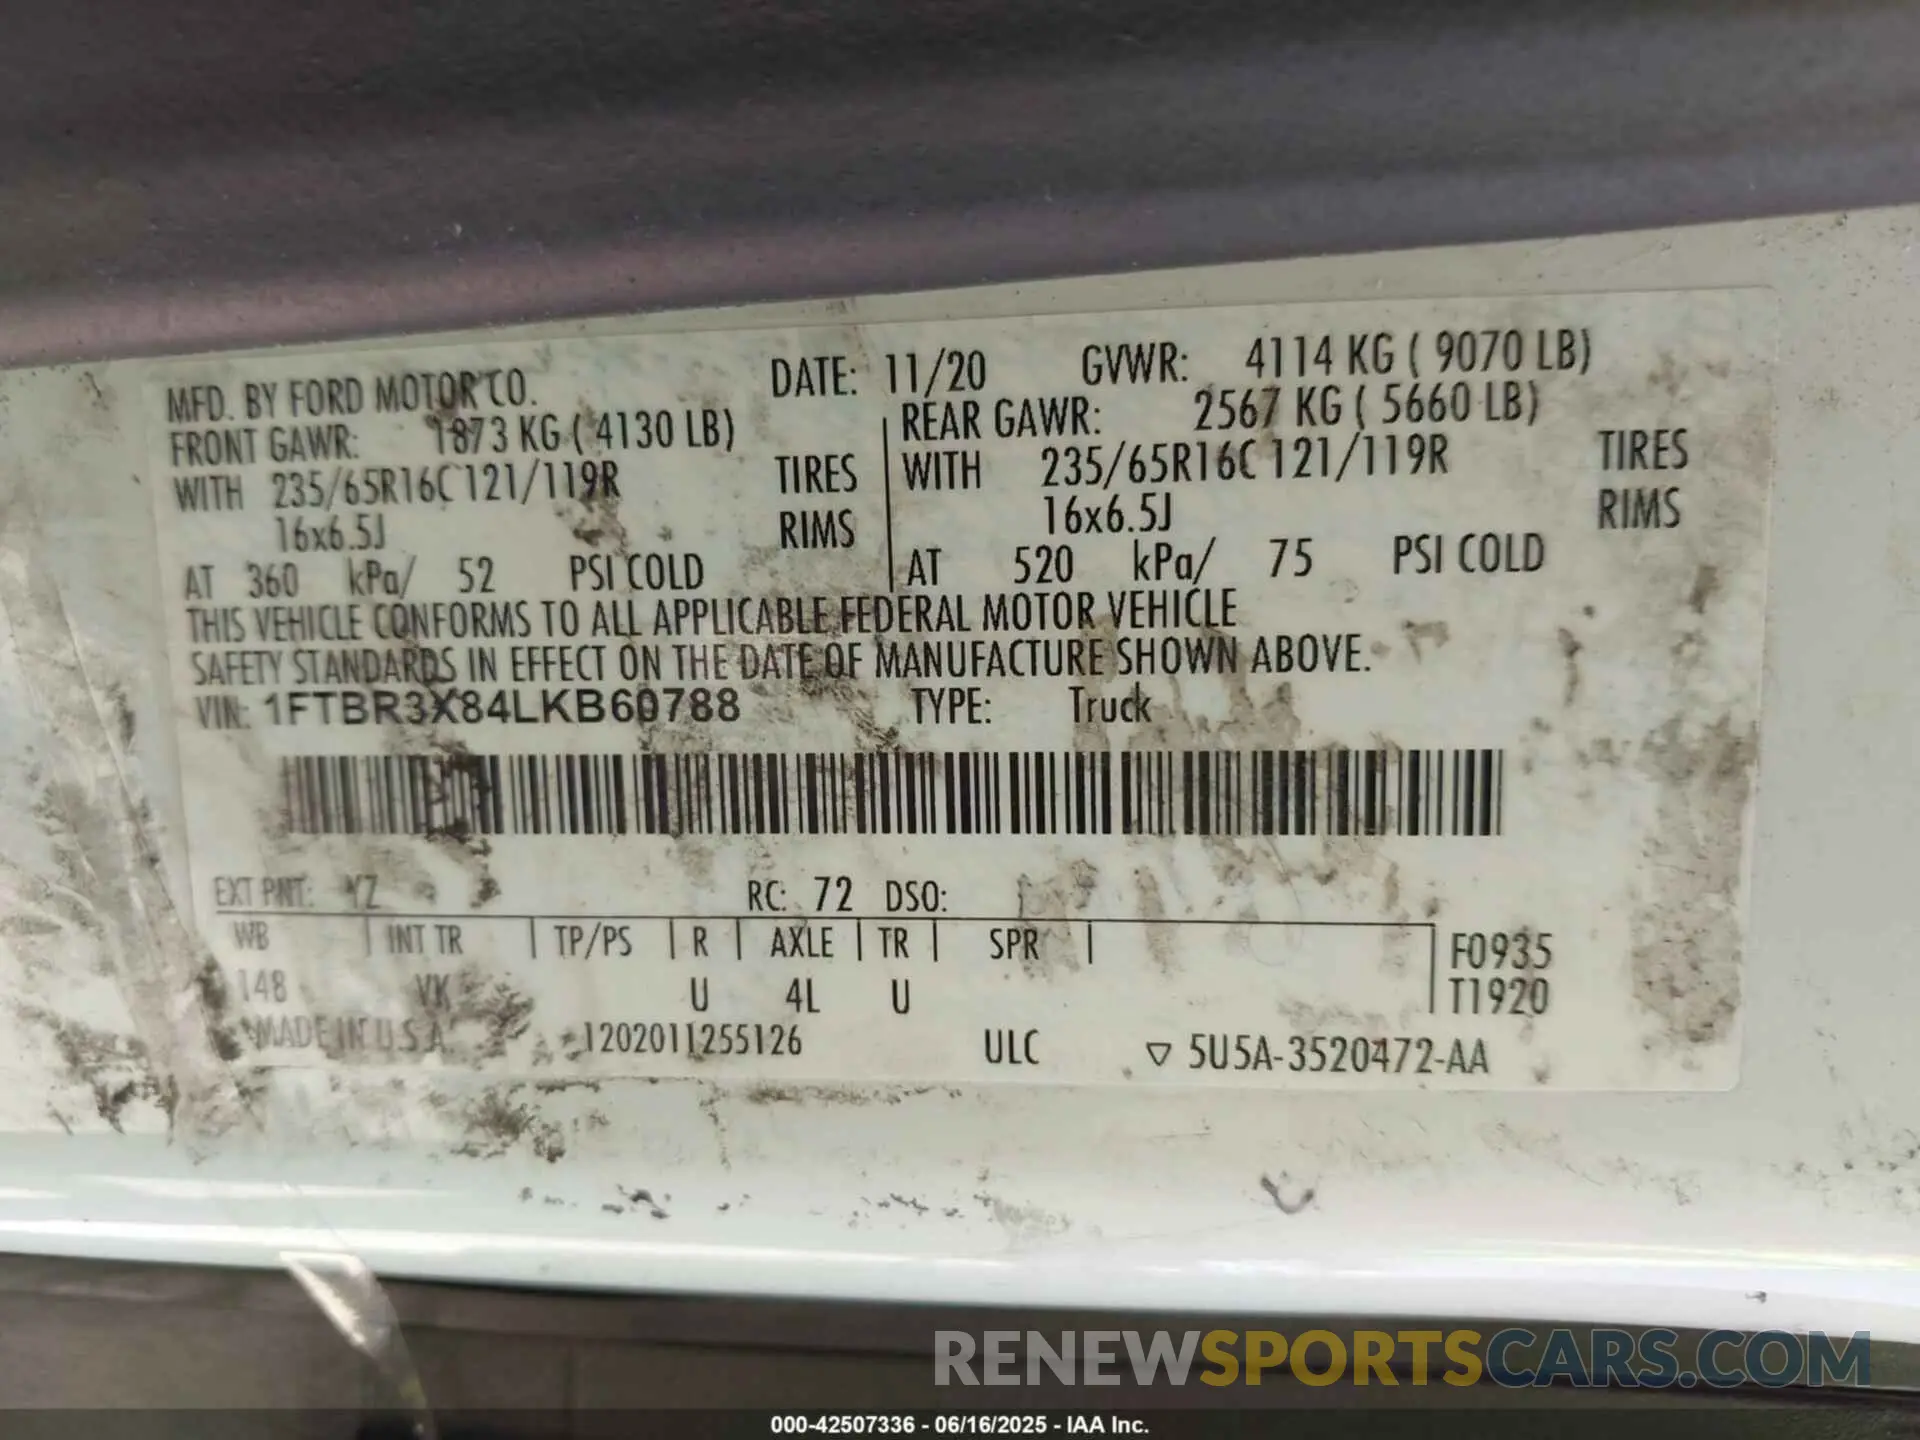 MFD. BY FORD MOTOR CO. DATE: 11/20 GVWR: 4114 KG ( 9070 LB)
FRONT GAWR: 1873 KG ( 4130 LB) REAR GAWR: 2567 KG ( 5660 LB)
WITH 235/65R16C 121/119R TIRES WITH 235/65R16C 121/119R TIRES
16x6.5J RIMS 16x6.5J RIMS
AT 360 kPa/ 52 PSI COLD AT 520 kPa/ 75 PSI COLD
THIS VEHICLE CONFORMS TO ALL APPLICABLE FEDERAL MOTOR VEHICLE
SAFETY STANDARDS IN EFFECT ON THE DATE OF MANUFACTURE SHOWN ABOVE.
VIN: 1FTBR3X84LKB60788 TYPE: Truck
EXT PNT: YZ RC: 72 DSO:
WB INT TR TP/PS R AXLE TR SPR F0935
148 VK U 4L U T1920
MADE IN U.S.A. 1202011255126 ULC ▽ 5U5A-3520472-AA
RENEWSPORTSCARS.COM
000-42507336 - 06/16/2025 - IAA Inc.